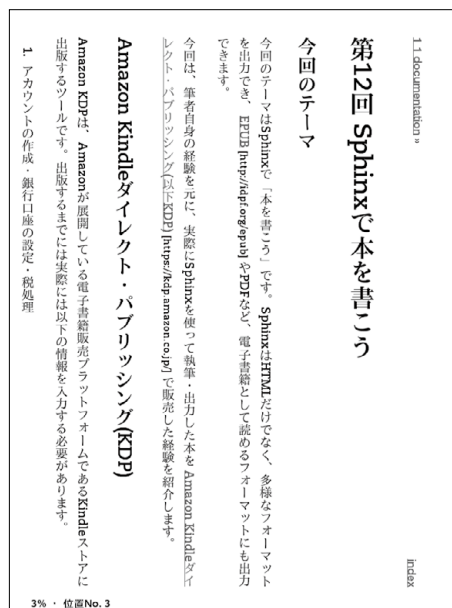 1.1 documentation »
index
第12回 Sphinxで本を書こう
今回のテーマ
今回のテーマはSphinxで「本を書こう」です。SphinxはHTMLだけでなく、多様なフォーマット
を出力でき、EPUB [http://idpf.org/epub] やPDFなど、電子書籍として読めるフォーマットにも出力
できます。
今回は、筆者自身の経験を元に、実際にSphinxを使って執筆・出力した本をAmazon Kindleダイ
レクト・パブリッシング(以下KDP) [https://kdp.amazon.co.jp/] で販売した経験を紹介します。
Amazon Kindleダイレクト・パブリッシング(KDP)
Amazon KDPは、Amazonが展開している電子書籍販売プラットフォームであるKindleストアに
出版するツールです。出版するまでには実際には以下の情報を入力する必要があります。
1. アカウントの作成・銀行口座の設定・税処理
3% ・ 位置No. 3